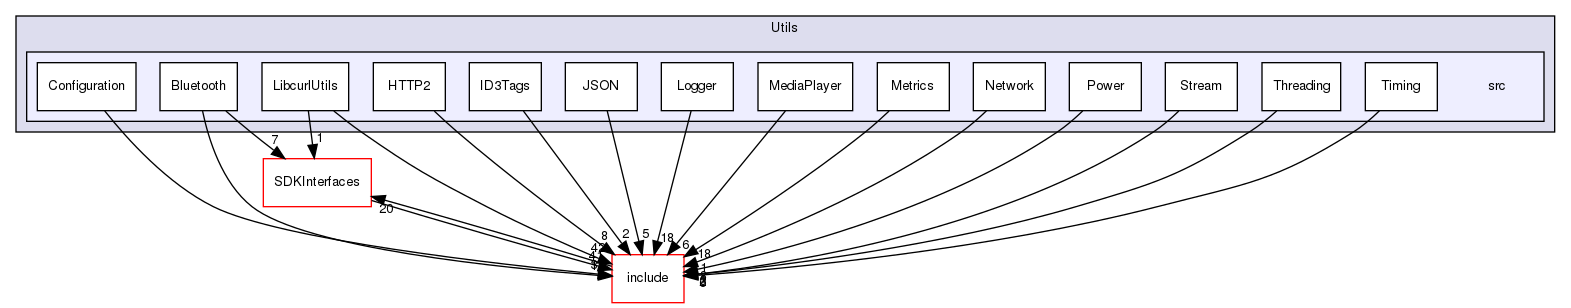 Utils
Configuration Bluetooth LibcurlUtils HTTP2 ID3Tags JSON Logger MediaPlayer Metrics Network Power Stream Threading Timing src
7 1
SDKInterfaces
20
8 2 5 18 6 18
include